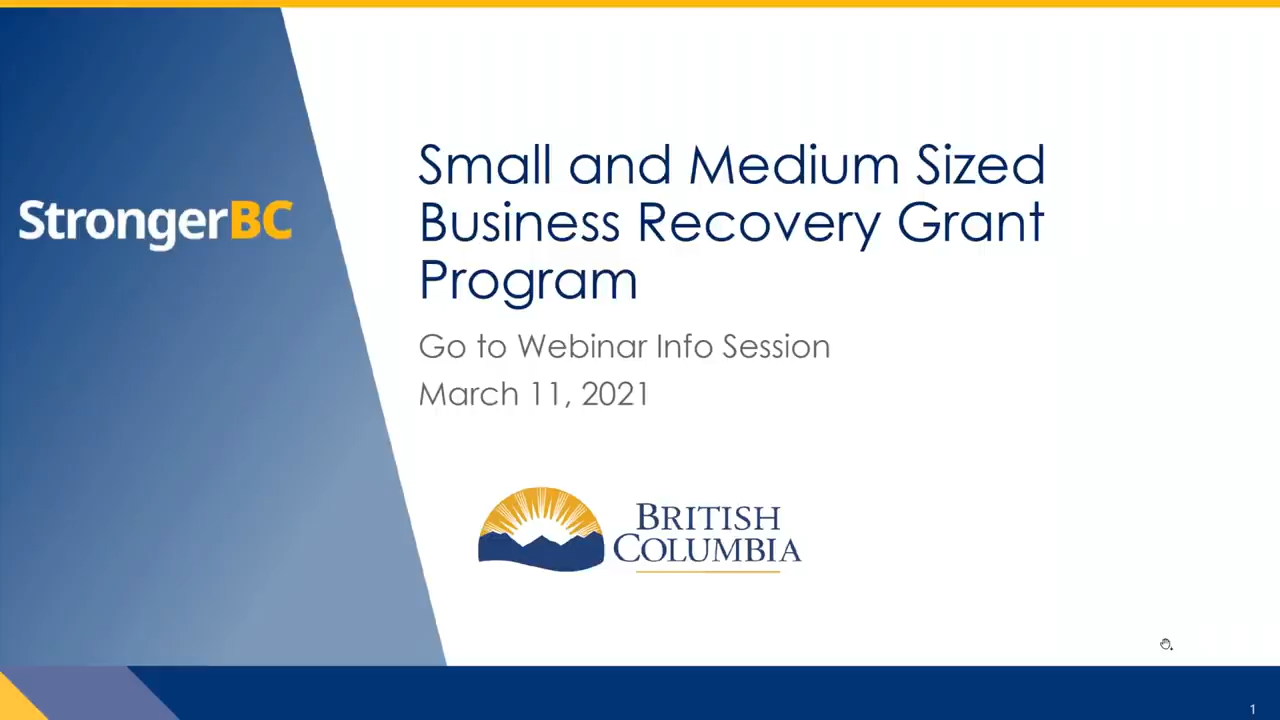 StrongerBC
Small and Medium Sized
Business Recovery Grant
Program
Go to Webinar Info Session
March 11, 2021
BRITISH
COLUMBIA
1